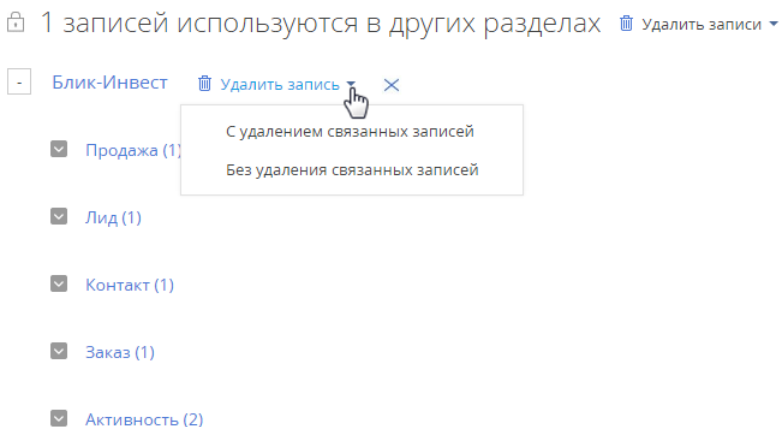 1 записей используются в других разделах Удалить записи
- Блик-Инвест Удалить запись
С удалением связанных записей
Продажа (1)
Без удаления связанных записей
Лид (1)
Контакт (1)
Заказ (1)
Активность (2)